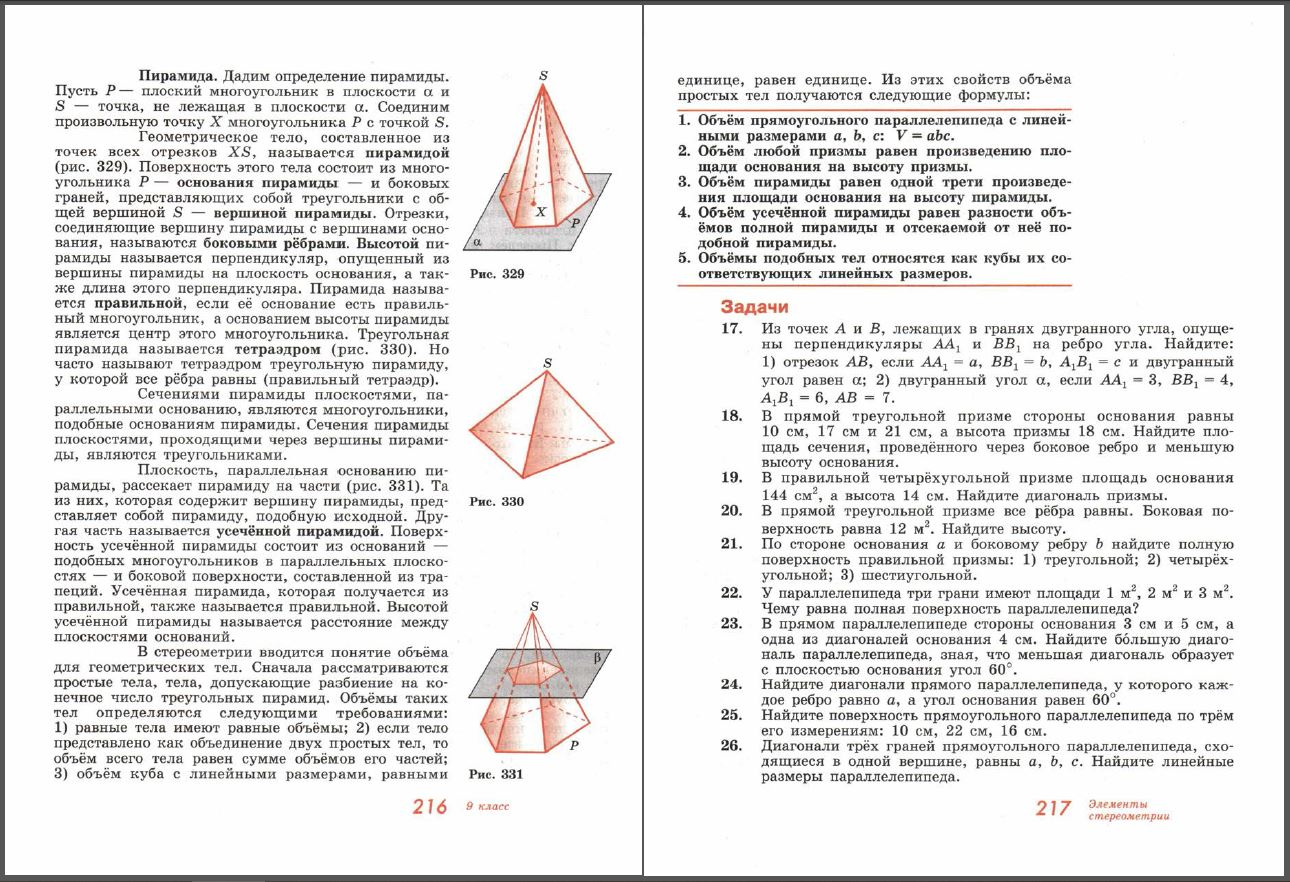 Пирамида. Дадим определение пирамиды.
Пусть P — плоский многоугольник в плоскости α и
S — точка, не лежащая в плоскости α. Соединим
произвольную точку X многоугольника P с точкой S.
Геометрическое тело, составленное из
точек всех отрезков XS, называется пирамидой
(рис. 329). Поверхность этого тела состоит из много-
угольника P — основания пирамиды — и боковых
граней, представляющих собой треугольники с об-
щей вершиной S — вершиной пирамиды. Отрезки,
соединяющие вершину пирамиды с вершинами осно-
вания, называются боковыми рёбрами. Высотой пи-
рамиды называется перпендикуляр, опущенный из
вершины пирамиды на плоскость основания, а так-
же длина этого перпендикуляра. Пирамида называ-
ется правильной, если её основание есть правиль-
ный многоугольник, а основанием высоты пирамиды
является центр этого многоугольника. Треугольная
пирамида называется тетраэдром (рис. 330). Но
часто называют тетраэдром треугольную пирамиду,
у которой все рёбра равны (правильный тетраэдр).
Сечениями пирамиды плоскостями, па-
раллельными основанию, являются многоугольники,
подобные основаниям пирамиды. Сечения пирамиды
плоскостями, проходящими через вершины пирами-
ды, являются треугольниками.
Плоскость, параллельная основанию пи-
рамиды, рассекает пирамиду на части (рис. 331). Та
из них, которая содержит вершину пирамиды, пред-
ставляет собой пирамиду, подобную исходной. Дру-
гая часть называется усечённой пирамидой. Поверх-
ность усечённой пирамиды состоит из оснований —
подобных многоугольников в параллельных плоско-
стях — и боковой поверхности, составленной из тра-
пеций. Усечённая пирамида, которая получается из
правильной, также называется правильной. Высотой
усечённой пирамиды называется расстояние между
плоскостями оснований.
В стереометрии вводится понятие объёма
для геометрических тел. Сначала рассматриваются
простые тела, тела, допускающие разбиение на ко-
нечное число треугольных пирамид. Объёмы таких
тел определяются следующими требованиями:
1) равные тела имеют равные объёмы; 2) если тело
представлено как объединение двух простых тел, то
объём всего тела равен сумме объёмов его частей;
3) объём куба с линейными размерами, равными
S
X
P
α
Рис. 329
S
Рис. 330
S
β
P
Рис. 331
216 9 класс
единице, равен единице. Из этих свойств объёма
простых тел получаются следующие формулы:
1. Объём прямоугольного параллелепипеда с линей-
ными размерами a, b, c: V = abc.
2. Объём любой призмы равен произведению пло-
щади основания на высоту призмы.
3. Объём пирамиды равен одной трети произведе-
ния площади основания на высоту пирамиды.
4. Объём усечённой пирамиды равен разности объ-
ёмов полной пирамиды и отсекаемой от неё по-
добной пирамиды.
5. Объёмы подобных тел относятся как кубы их со-
ответствующих линейных размеров.
Задачи
17. Из точек A и B, лежащих в гранях двугранного угла, опуще-
ны перпендикуляры AA₁ и BB₁ на ребро угла. Найдите:
1) отрезок AB, если AA₁ = a, BB₁ = b, A₁B₁ = c и двугранный
угол равен α; 2) двугранный угол α, если AA₁ = 3, BB₁ = 4,
A₁B₁ = 6, AB = 7.
18. В прямой треугольной призме стороны основания равны
10 см, 17 см и 21 см, а высота призмы 18 см. Найдите пло-
щадь сечения, проведённого через боковое ребро и меньшую
высоту основания.
19. В правильной четырёхугольной призме площадь основания
144 см², а высота 14 см. Найдите диагональ призмы.
20. В прямой треугольной призме все рёбра равны. Боковая по-
верхность равна 12 м². Найдите высоту.
21. По стороне основания a и боковому ребру b найдите полную
поверхность правильной призмы: 1) треугольной; 2) четырёх-
угольной; 3) шестиугольной.
22. У параллелепипеда три грани имеют площади 1 м², 2 м² и 3 м².
Чему равна полная поверхность параллелепипеда?
23. В прямом параллелепипеде стороны основания 3 см и 5 см, а
одна из диагоналей основания 4 см. Найдите бо́льшую диаго-
наль параллелепипеда, зная, что меньшая диагональ образует
с плоскостью основания угол 60°.
24. Найдите диагонали прямого параллелепипеда, у которого каж-
дое ребро равно a, а угол основания равен 60°.
25. Найдите поверхность прямоугольного параллелепипеда по трём
его измерениям: 10 см, 22 см, 16 см.
26. Диагонали трёх граней прямоугольного параллелепипеда, схо-
дящиеся в одной вершине, равны a, b, c. Найдите линейные
размеры параллелепипеда.
217 Элементы
стереометрии